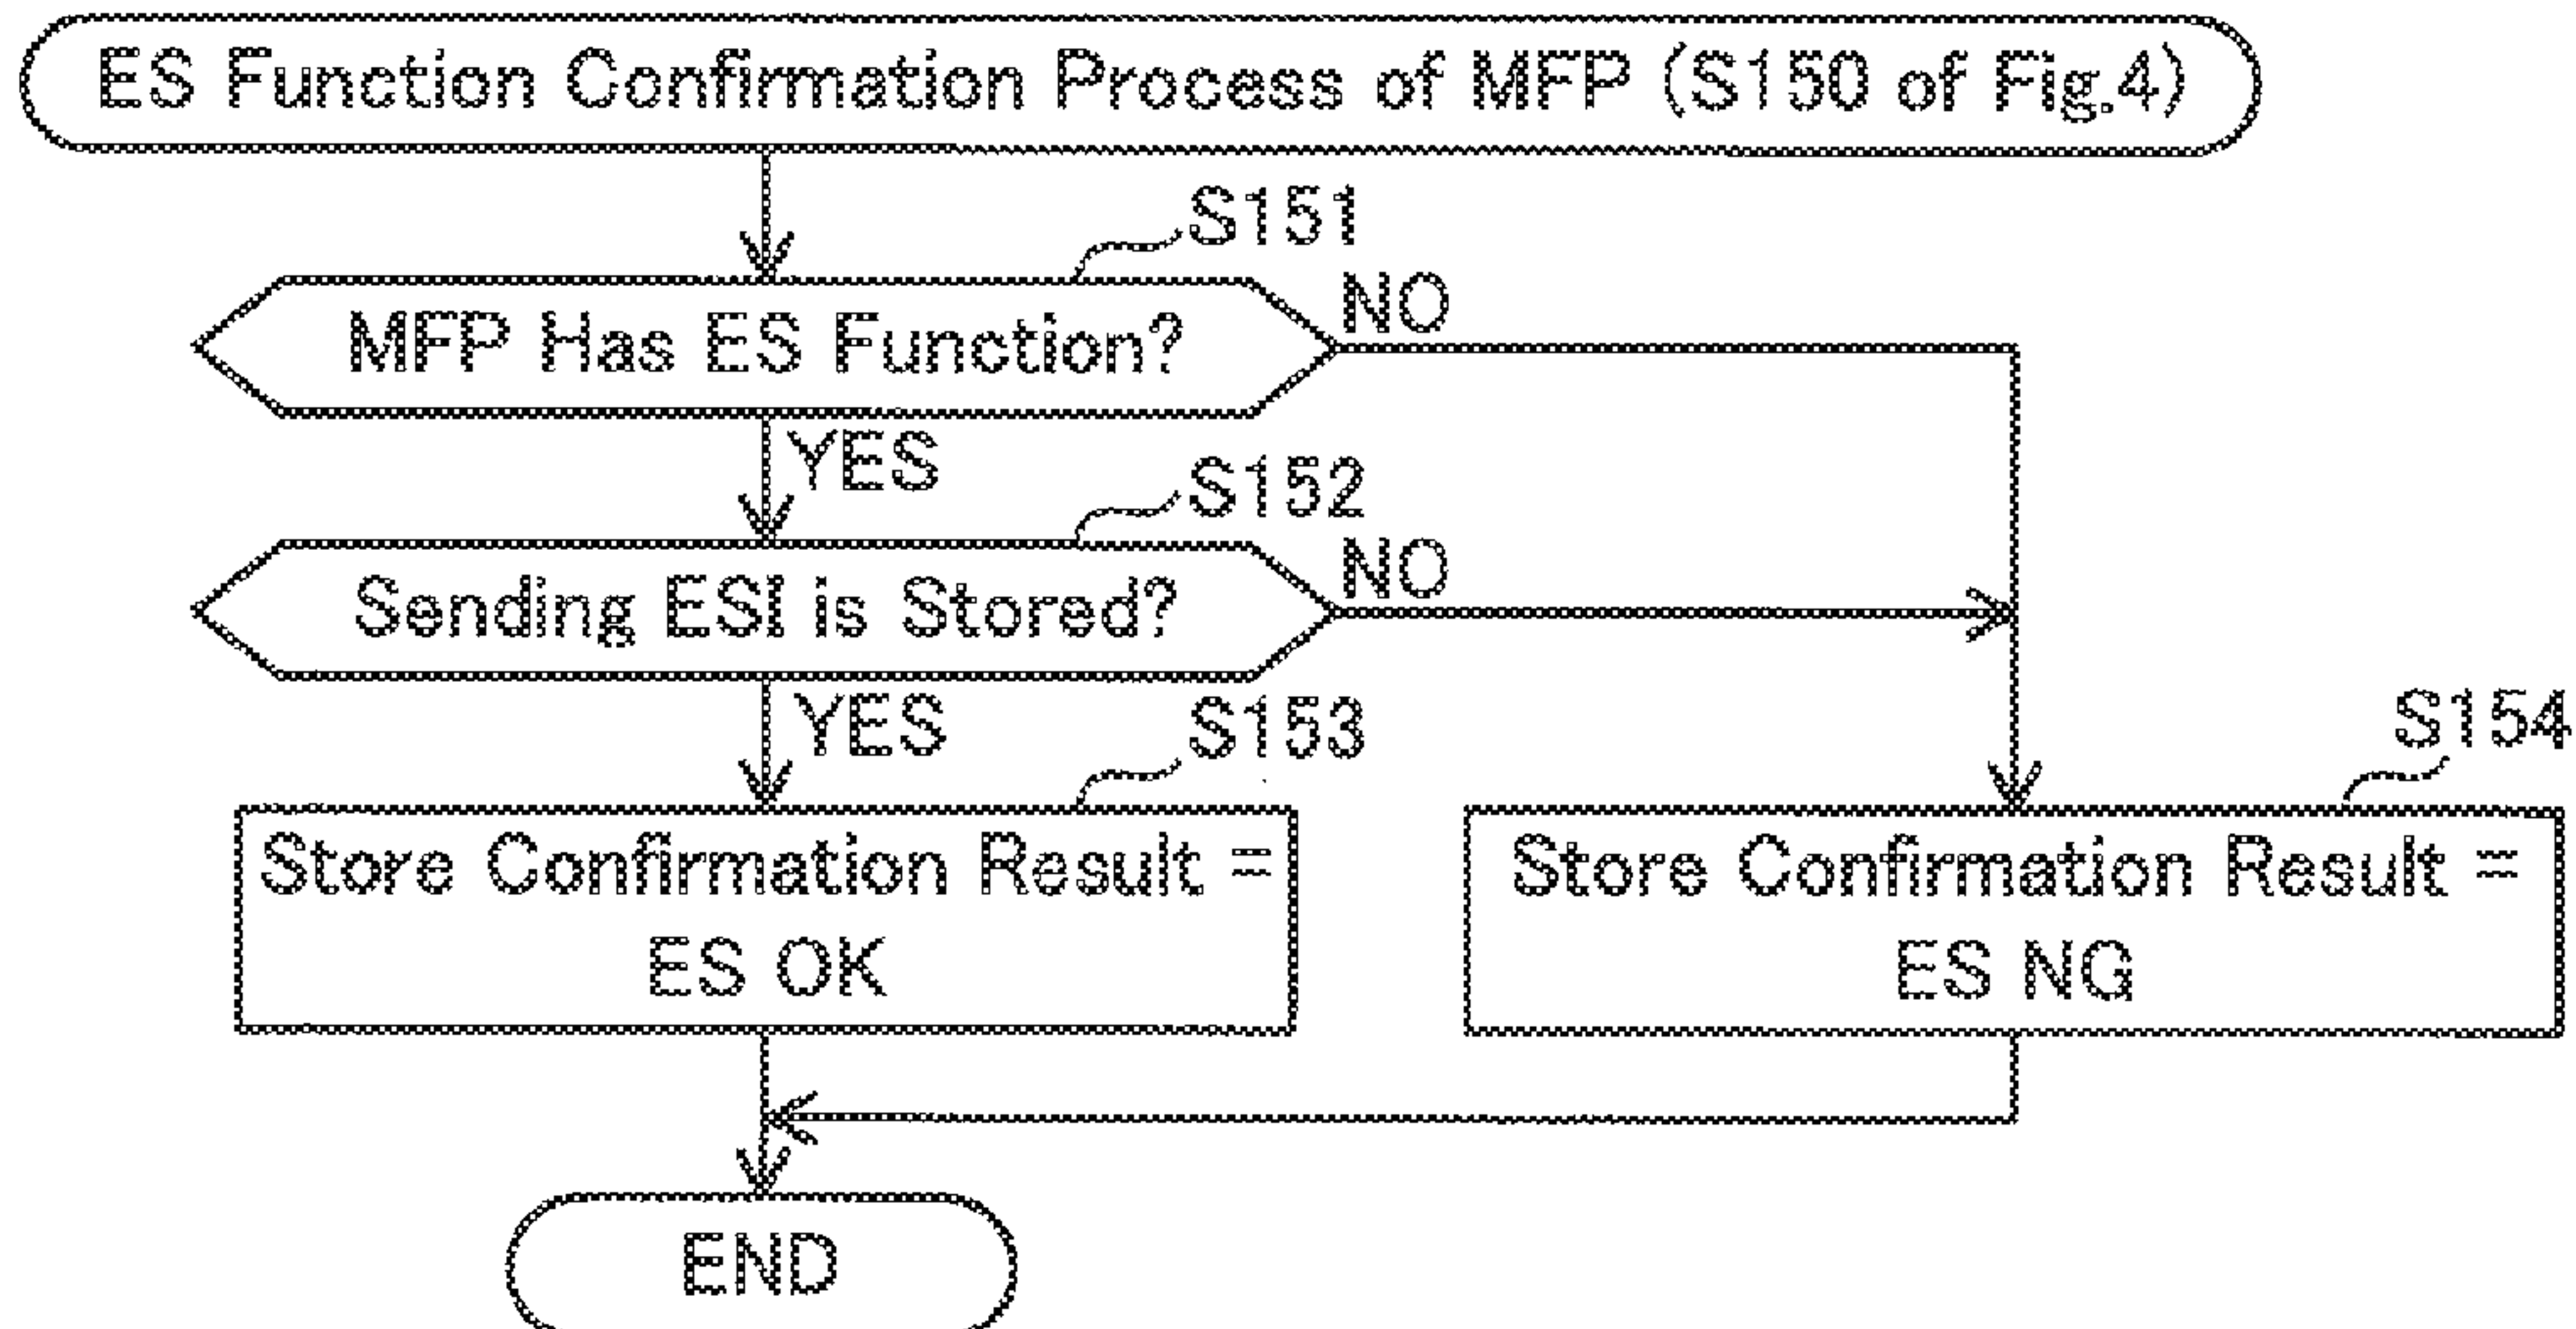 ES Function Confirmation Process of MFP (S150 of Fig.4)
S151
MFP Has ES Function?
NO
YES
S152
Sending ESI is Stored?
NO
YES
S153
S154
Store Confirmation Result =
ES OK
Store Confirmation Result =
ES NG
END